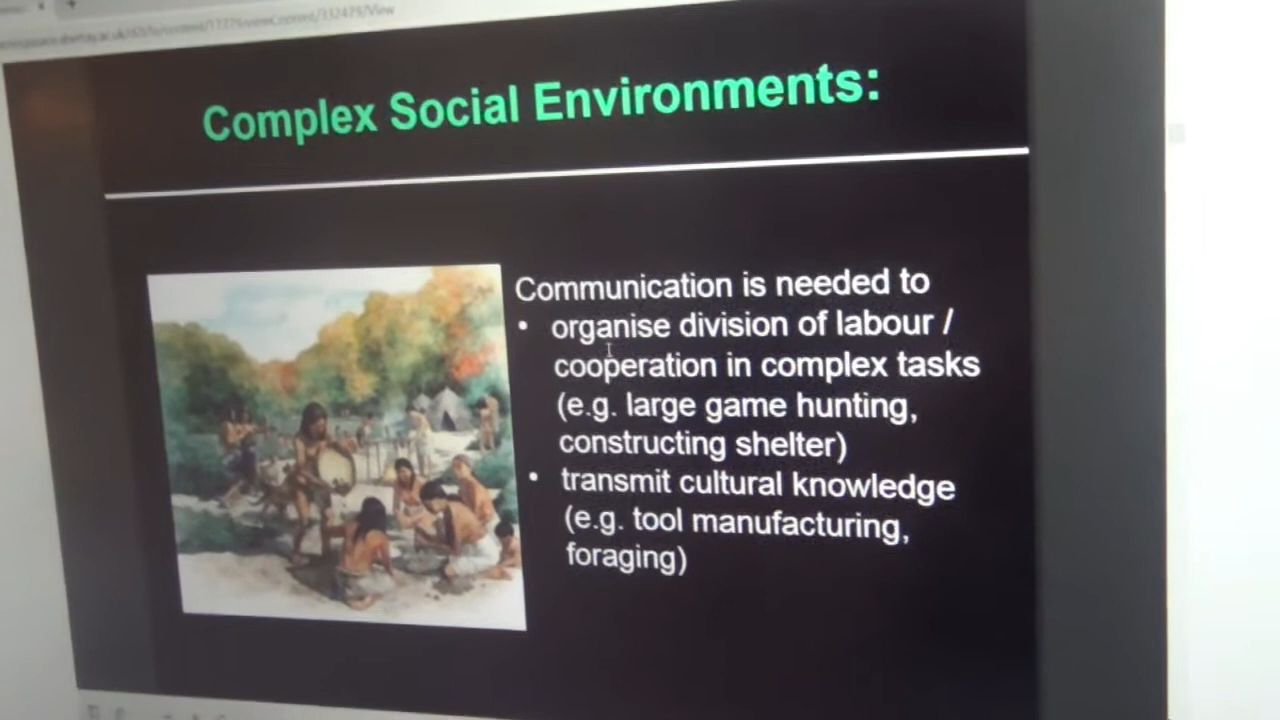 Complex Social Environments:
Communication is needed to
• organise division of labour /
cooperation in complex tasks
(e.g. large game hunting,
constructing shelter)
• transmit cultural knowledge
(e.g. tool manufacturing,
foraging)